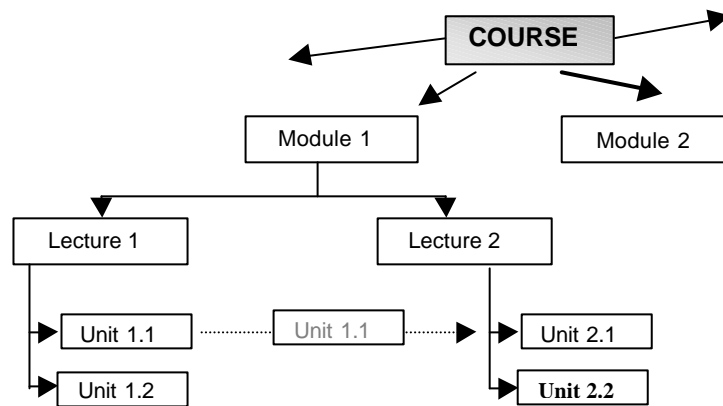 COURSE
Module 1
Module 2
Lecture 1
Lecture 2
Unit 1.1
Unit 1.1
Unit 2.1
Unit 1.2
Unit 2.2